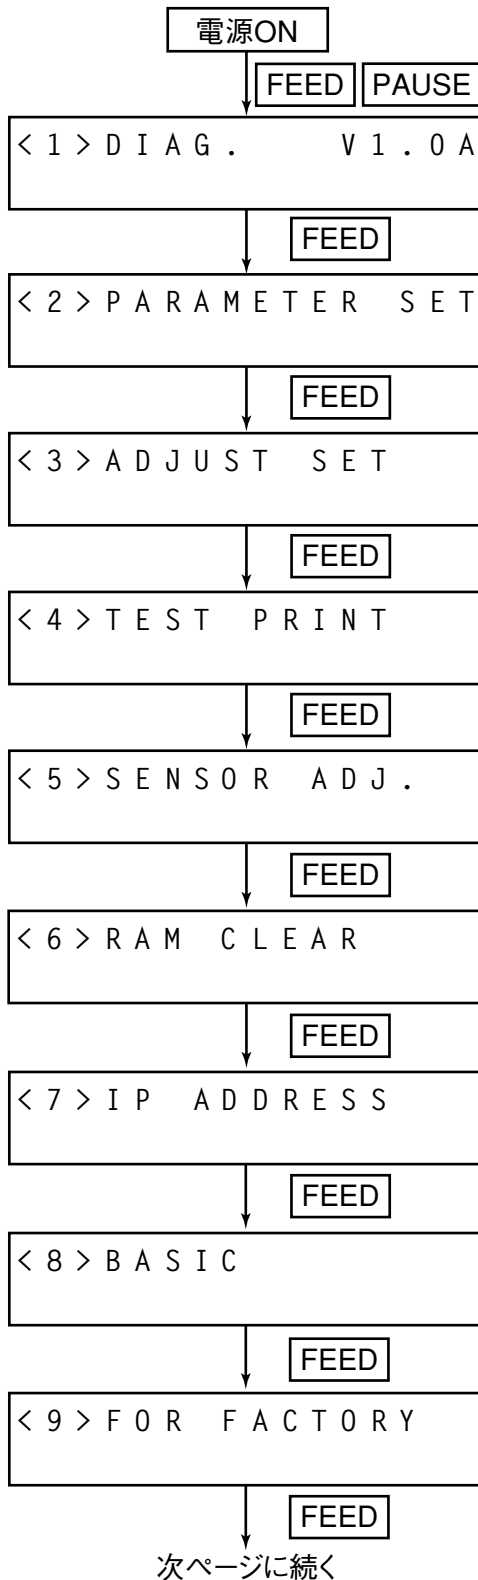 電源ON
FEED PAUSE
<1>DIAG. V1.0A
FEED
<2>PARAMETER SET
FEED
<3>ADJUST SET
FEED
<4>TEST PRINT
FEED
<5>SENSOR ADJ.
FEED
<6>RAM CLEAR
FEED
<7>IP ADDRESS
FEED
<8>BASIC
FEED
<9>FOR FACTORY
FEED
次ページに続く